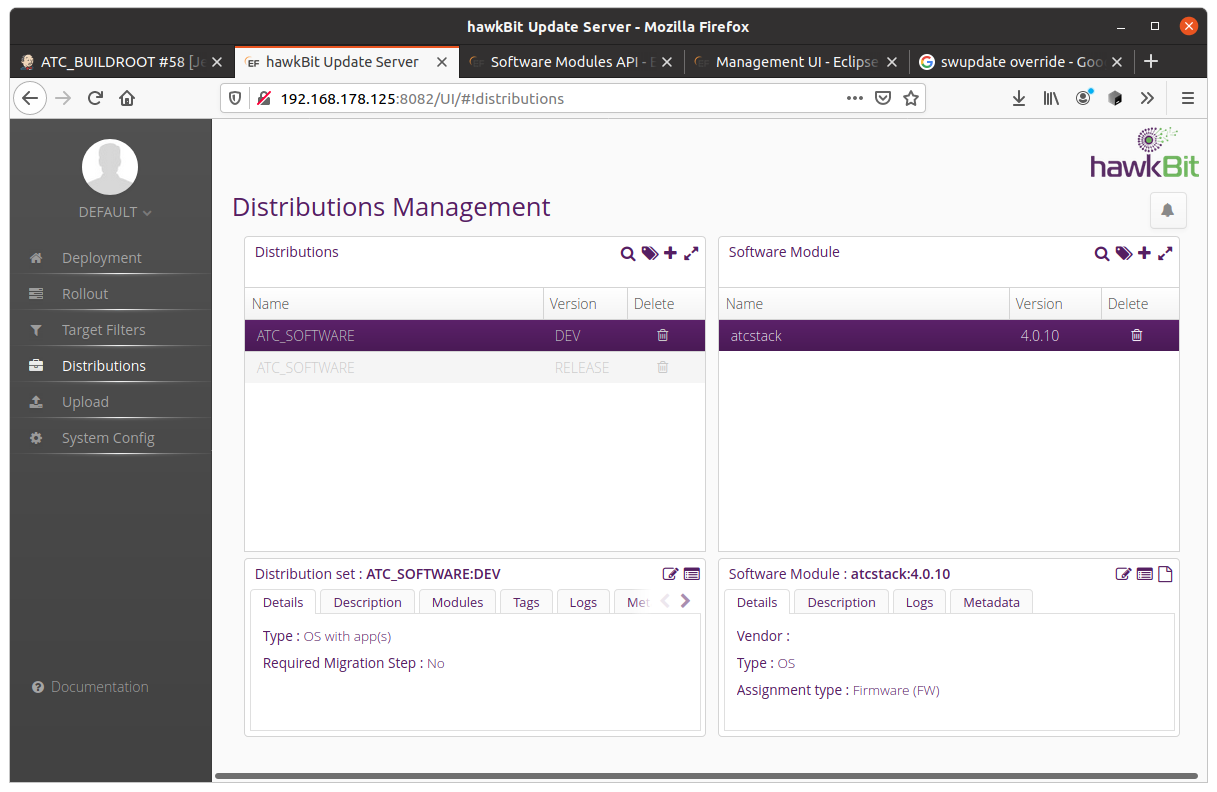 hawkBit Update Server - Mozilla Firefox
ATC_BUILDROOT #58 [Je
hawkBit Update Server
Software Modules API - E
Management UI - Eclipse
swupdate override - Goo
192.168.178.125:8082/UI/#!distributions
hawkBit
DEFAULT
Deployment
Rollout
Target Filters
Distributions
Upload
System Config
Documentation
Distributions Management
Distributions
Name Version Delete
ATC_SOFTWARE DEV
ATC_SOFTWARE RELEASE
Software Module
Name Version Delete
atcstack 4.0.10
Distribution set : ATC_SOFTWARE:DEV
Details Description Modules Tags Logs Met
Type : OS with app(s)
Required Migration Step : No
Software Module : atcstack:4.0.10
Details Description Logs Metadata
Vendor :
Type : OS
Assignment type : Firmware (FW)